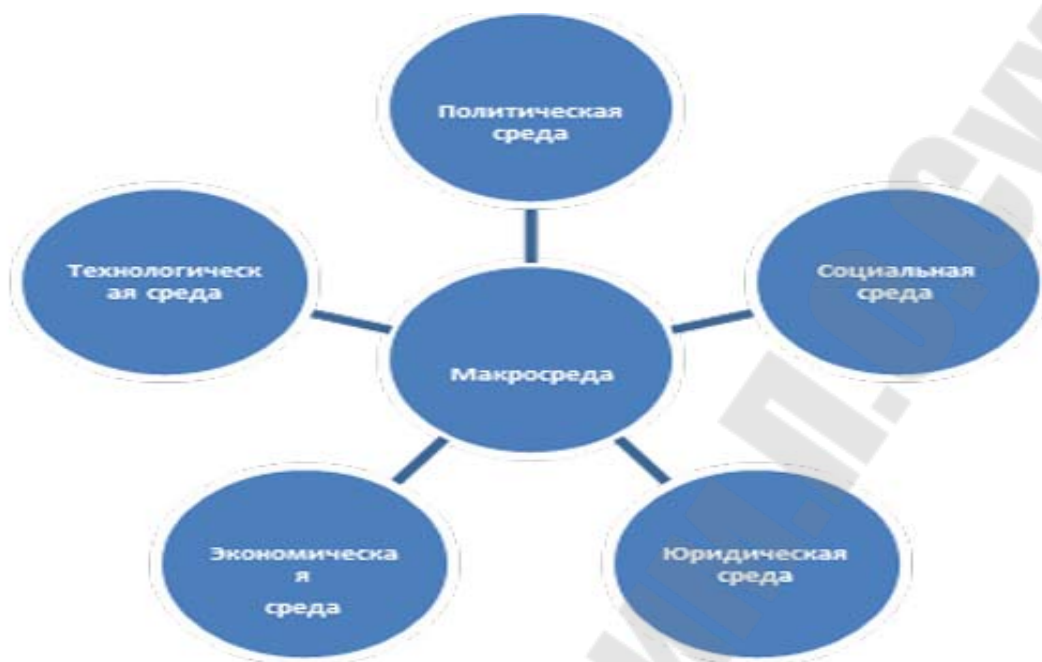 Политическая
среда
Технологическ
ая среда
Социальная
среда
Макросреда
Экономическа
я
среда
Юридическая
среда